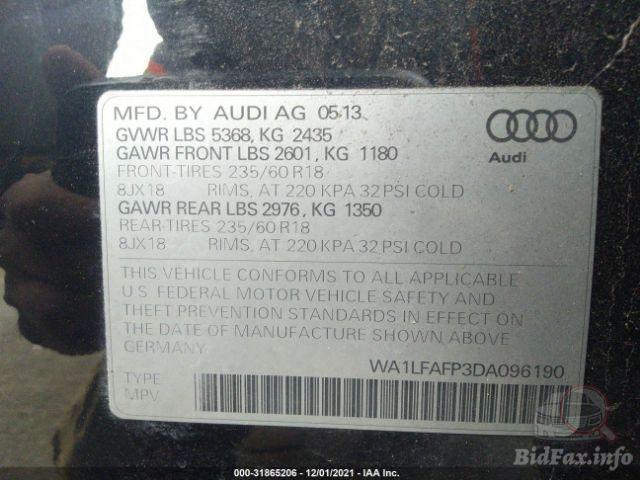 MFD. BY AUDI AG 05-13
GVWR LBS 5368, KG 2435
GAWR FRONT LBS 2601, KG 1180
FRONT-TIRES 235/60 R18
8JX18 RIMS, AT 220 KPA 32 PSI COLD
GAWR REAR LBS 2976, KG 1350
REAR-TIRES 235/60 R18
8JX18 RIMS, AT 220 KPA 32 PSI COLD
Audi
THIS VEHICLE CONFORMS TO ALL APPLICABLE
U.S. FEDERAL MOTOR VEHICLE SAFETY AND
THEFT PREVENTION STANDARDS IN EFFECT ON
THE DATE OF MANUFACTURE SHOWN ABOVE
WA1LFAFP3DA096190
TYPE
MPV
BidFax.info
000-31865206 - 12/01/2021 - IAA Inc.